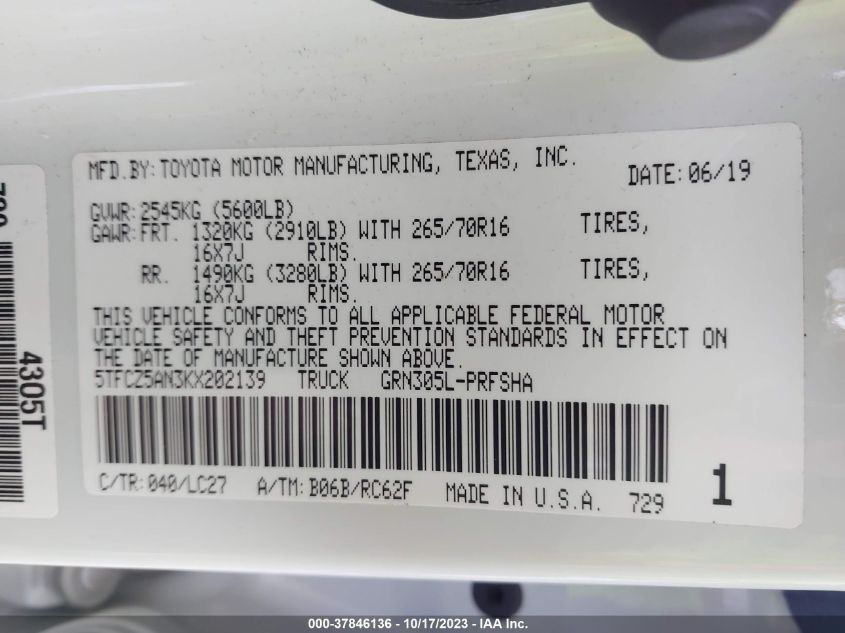 MFD.BY:TOYOTA MOTOR MANUFACTURING, TEXAS, INC. DATE:06/19
GVWR:2545KG (5600LB)
GAWR:FRT. 1320KG (2910LB) WITH 265/70R16 TIRES,
16X7J RIMS.
RR. 1490KG (3280LB) WITH 265/70R16 TIRES,
16X7J RIMS.
THIS VEHICLE CONFORMS TO ALL APPLICABLE FEDERAL MOTOR
VEHICLE SAFETY AND THEFT PREVENTION STANDARDS IN EFFECT ON
THE DATE OF MANUFACTURE SHOWN ABOVE.
5TFCZ5AN3KX202139 TRUCK GRN305L-PRFSHA
C/TR:040/LC27 A/TM:B06B/RC62F MADE IN U.S.A. 729
1
4305T
000-37846136 - 10/17/2023 - IAA Inc.